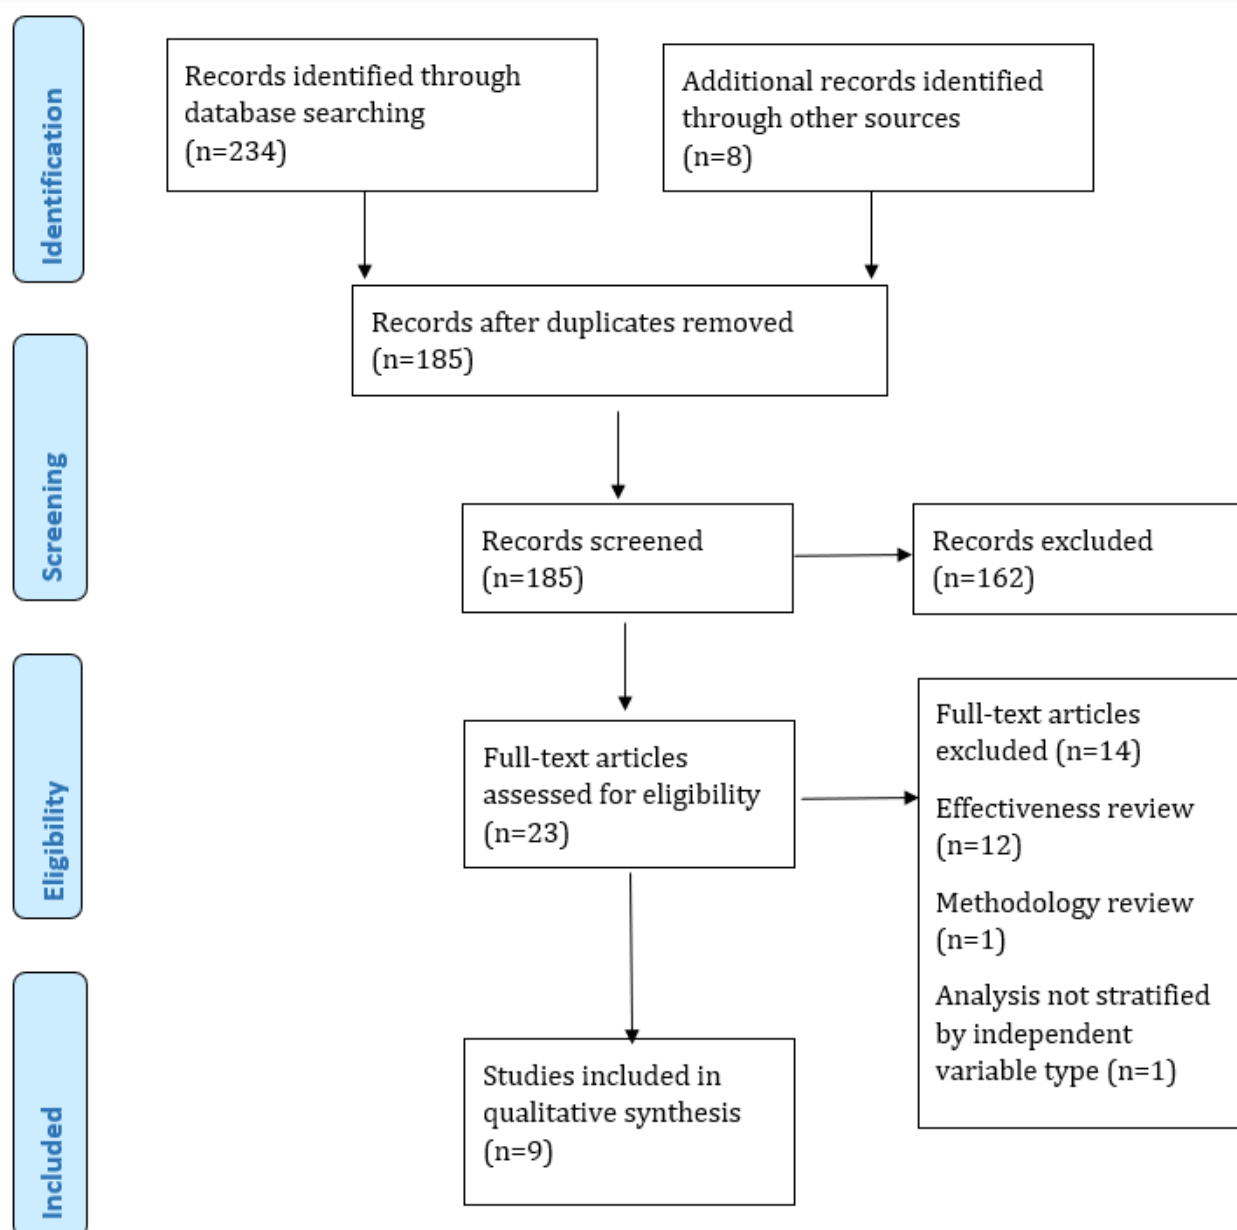 Identification
Records identified through
database searching
(n=234)
Additional records identified
through other sources
(n=8)
Records after duplicates removed
(n=185)
Screening
Records screened
(n=185)
Records excluded
(n=162)
Eligibility
Full-text articles
assessed for eligibility
(n=23)
Full-text articles
excluded (n=14)
Effectiveness review
(n=12)
Methodology review
(n=1)
Analysis not stratified
by independent
variable type (n=1)
Included
Studies included in
qualitative synthesis
(n=9)